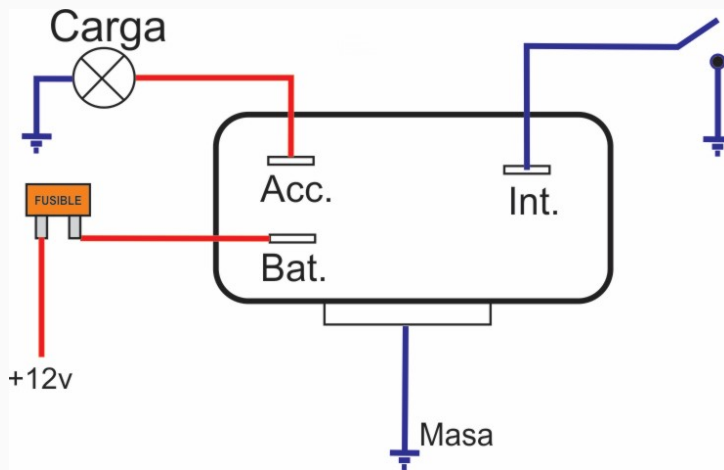 Carga
FUSIBLE
Acc.
Int.
Bat.
+12v
Masa